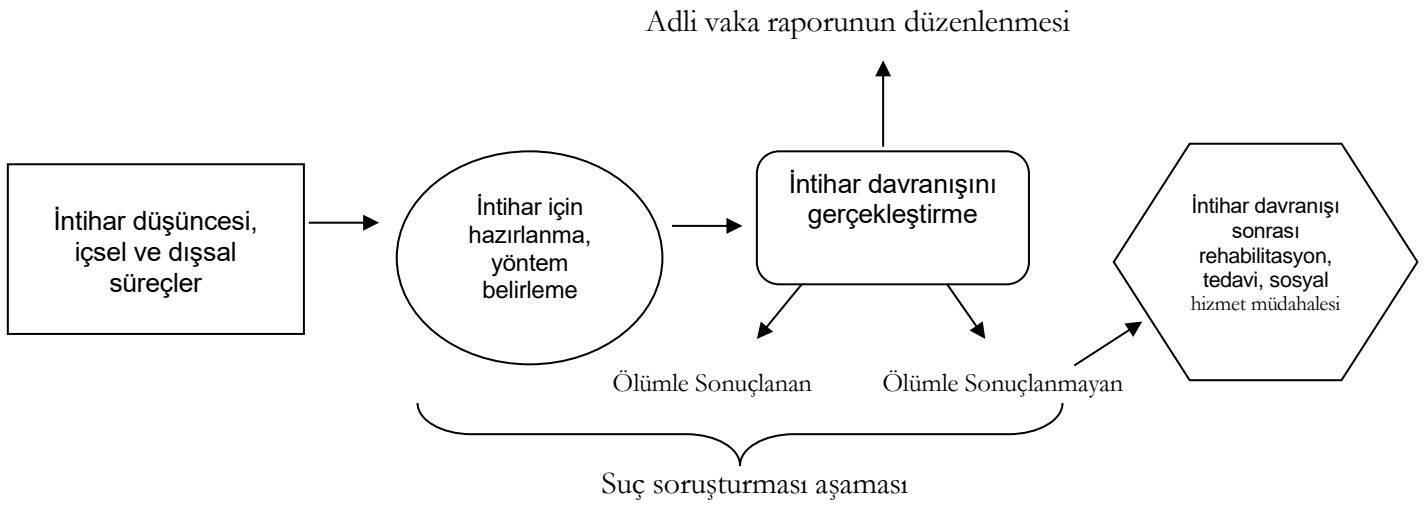 Adli vaka raporunun düzenlenmesi
İntihar düşüncesi,
içsel ve dışsal
süreçler
İntihar için
hazırlanma,
yöntem
belirleme
İntihar davranışını
gerçekleştirme
İntihar davranışı
sonrası
rehabilitasyon,
tedavi, sosyal
hizmet müdahalesi
Ölümle Sonuçlanan
Ölümle Sonuçlanmayan
Suç soruşturması aşaması